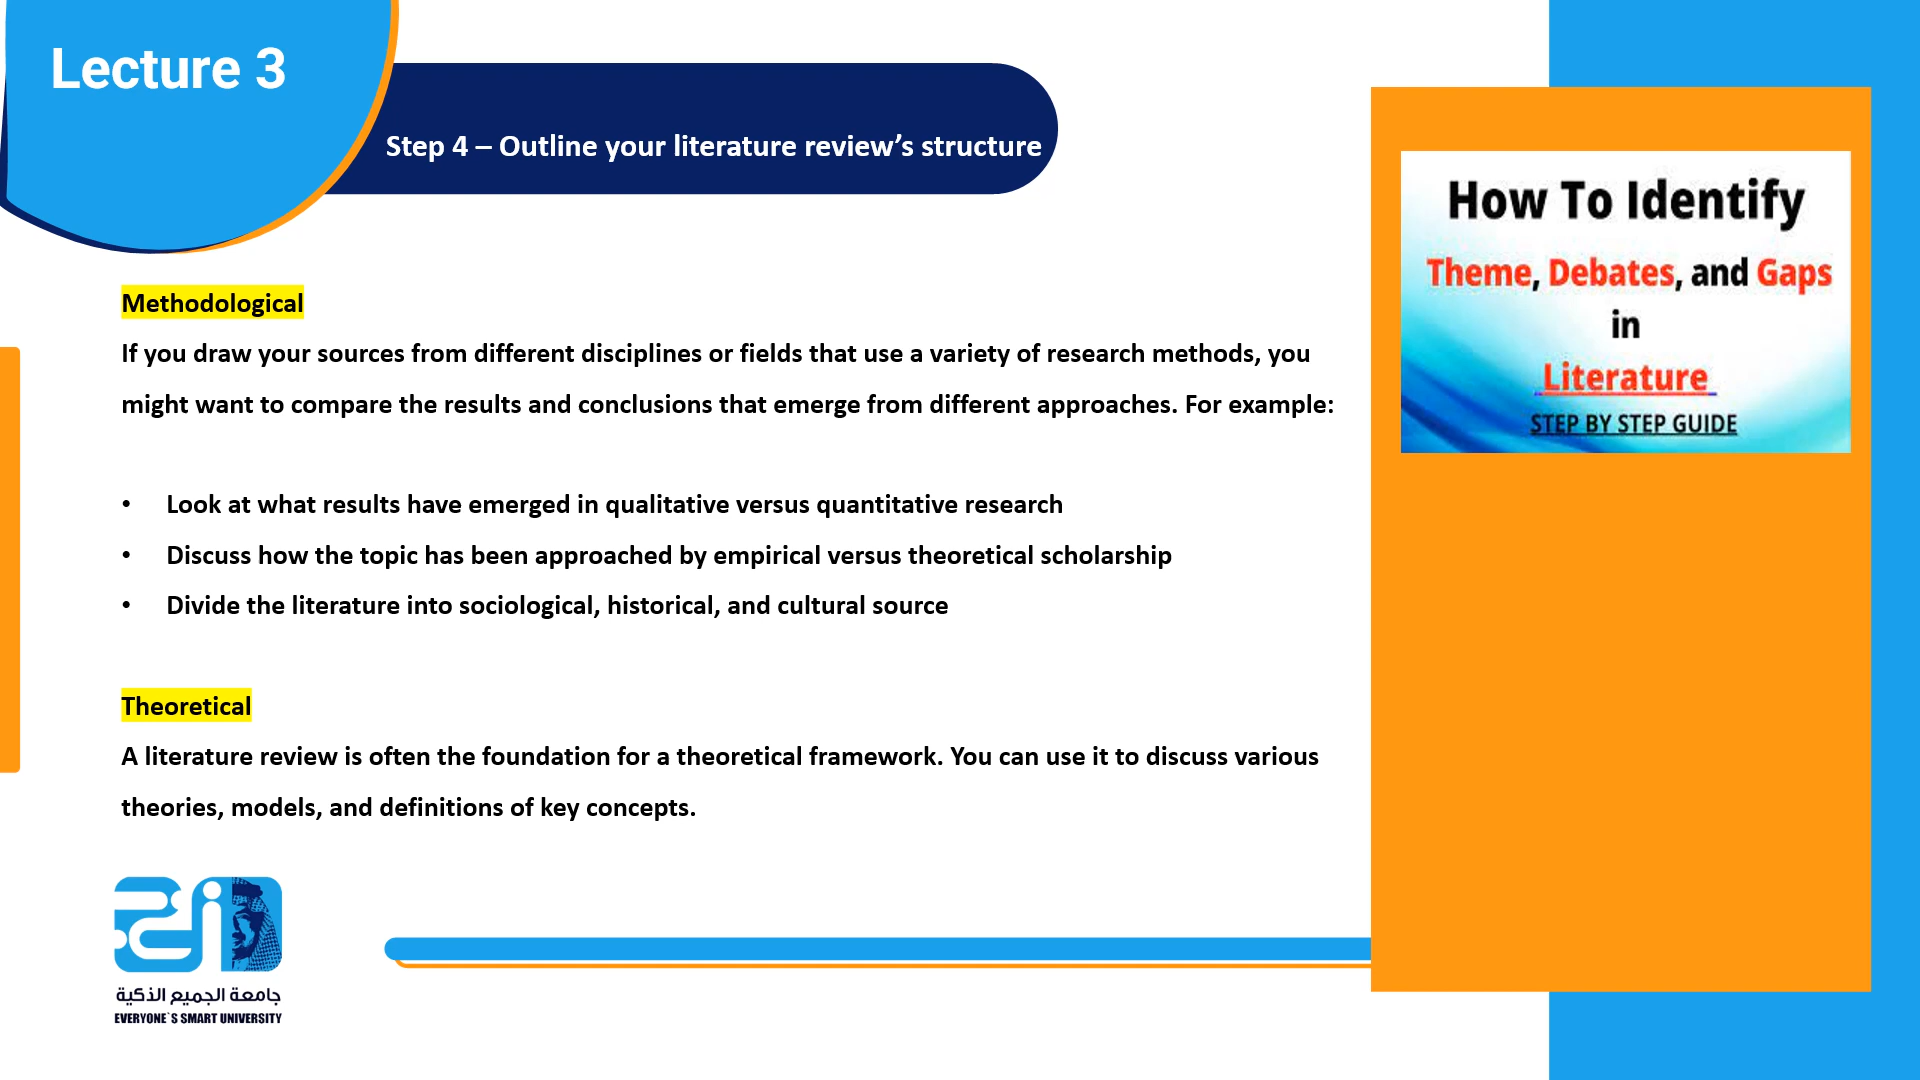 Lecture 3
Step 4 – Outline your literature review’s structure
Methodological
If you draw your sources from different disciplines or fields that use a variety of research methods, you
might want to compare the results and conclusions that emerge from different approaches. For example:
• Look at what results have emerged in qualitative versus quantitative research
• Discuss how the topic has been approached by empirical versus theoretical scholarship
• Divide the literature into sociological, historical, and cultural source
Theoretical
A literature review is often the foundation for a theoretical framework. You can use it to discuss various
theories, models, and definitions of key concepts.
How To Identify
Theme, Debates, and Gaps
in
Literature
STEP BY STEP GUIDE
جامعة الجميع الذكية
EVERYONE`S SMART UNIVERSITY